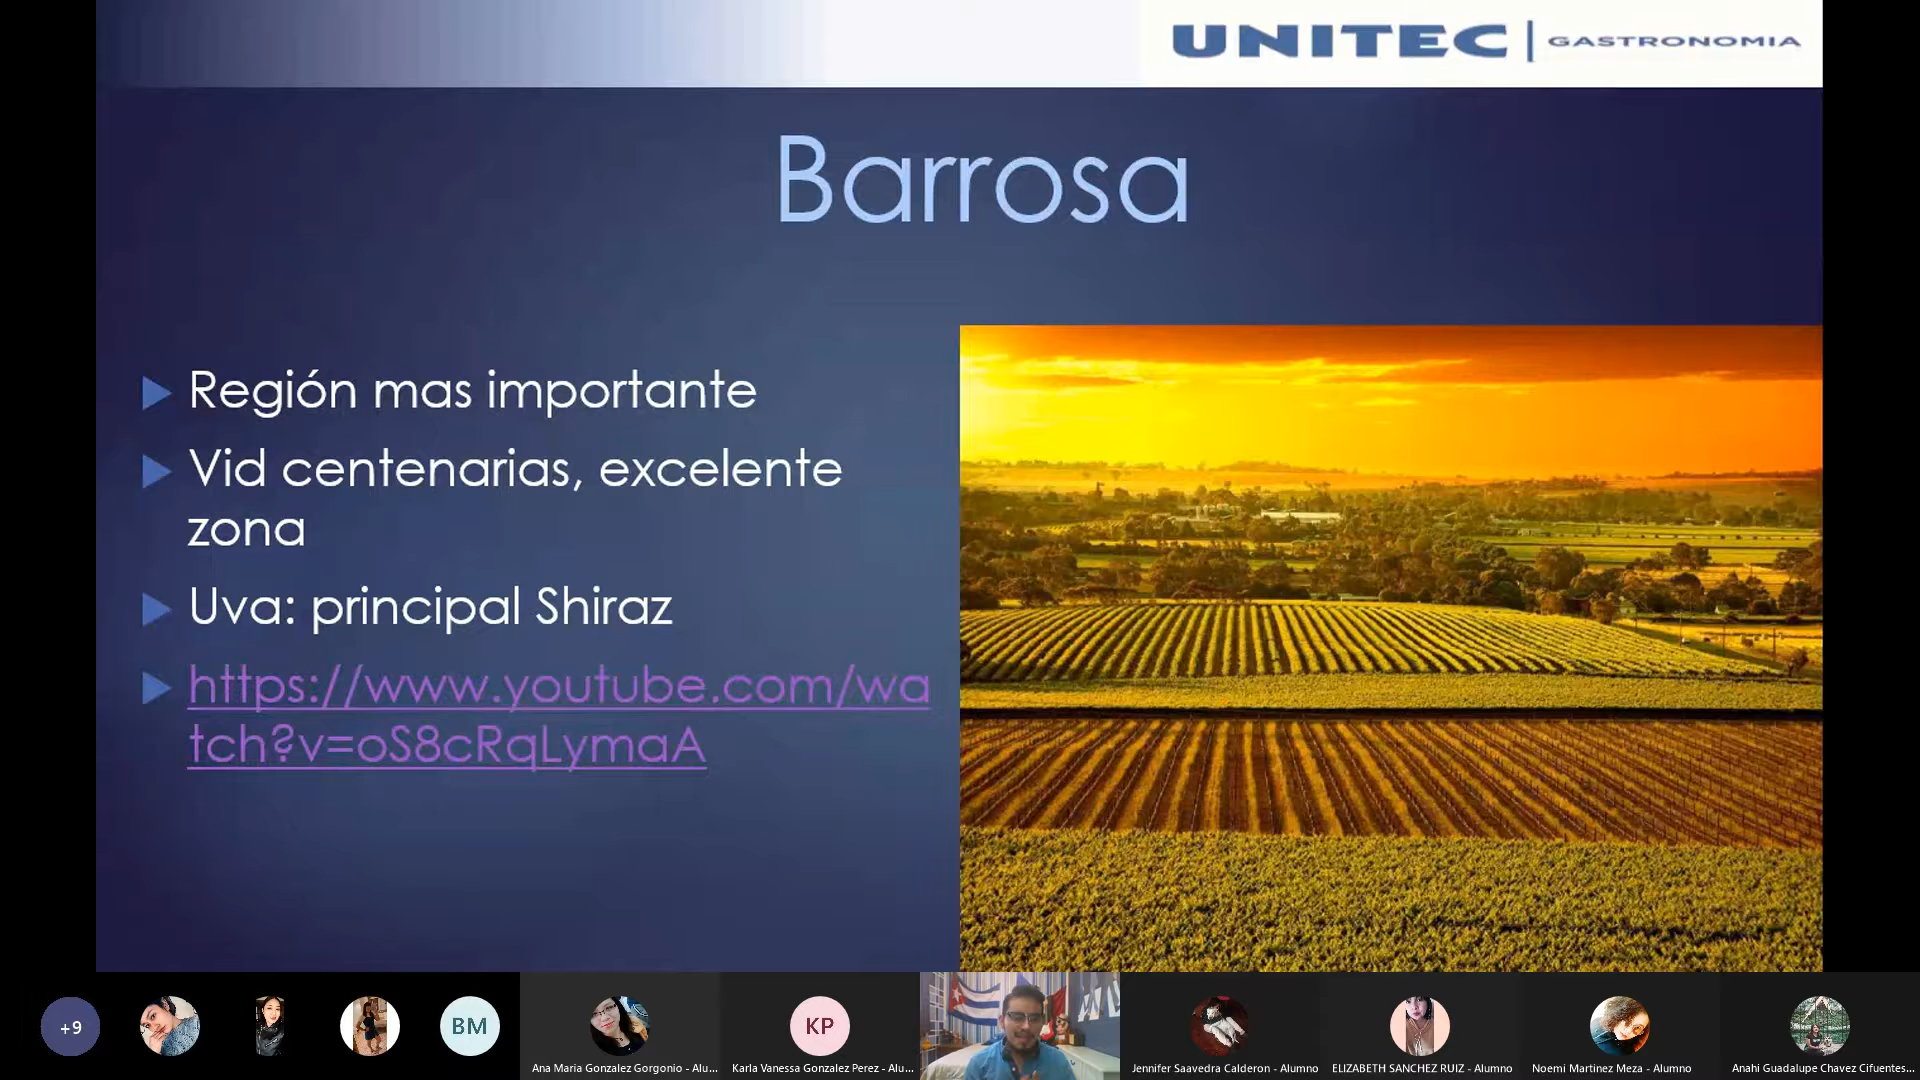 UNITEC | GASTRONOMIA
Barrosa
Región mas importante
Vid centenarias, excelente
zona
Uva: principal Shiraz
https://www.youtube.com/wa
tch?v=oS8cRqLymaA
+9
BM
KP
Ana Maria Gonzalez Gorgonio - Alu...
Karla Vanessa Gonzalez Perez - Alu...
Jennifer Saavedra Calderon - Alumno
ELIZABETH SANCHEZ RUIZ - Alumno
Noemi Martinez Meza - Alumno
Anahi Guadalupe Chavez Cifuentes...